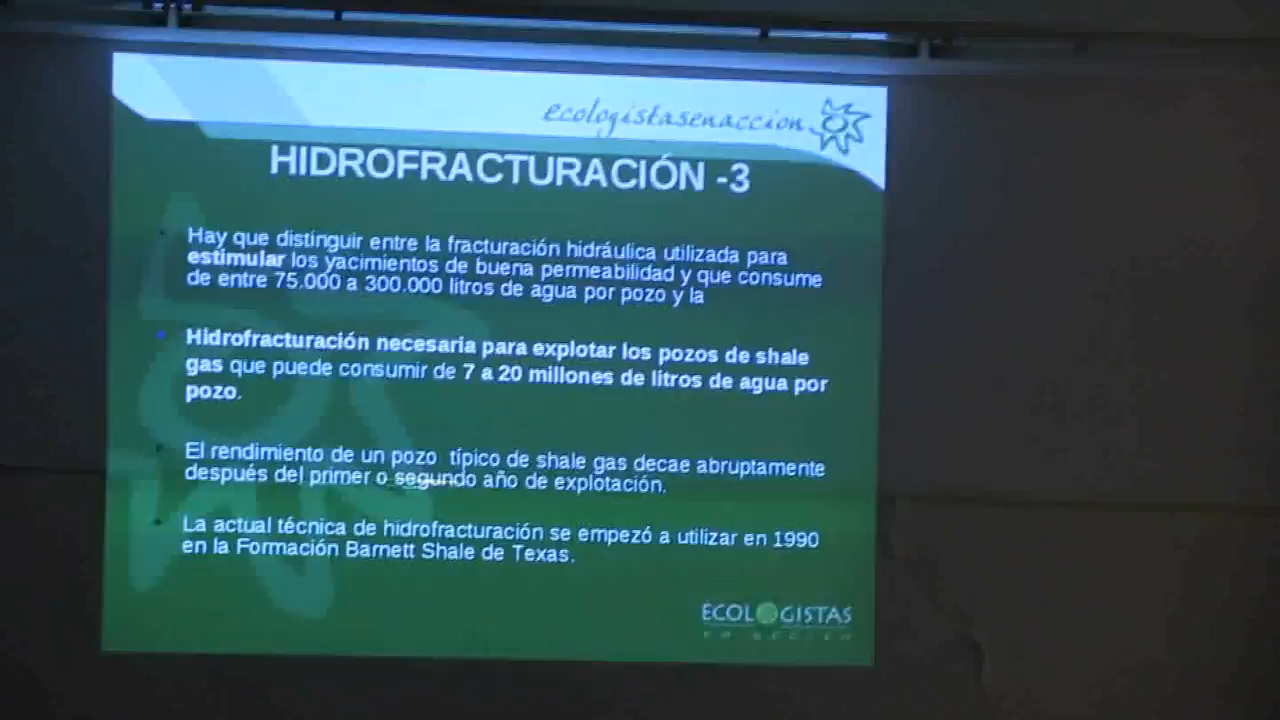 ecologistasenaccion
HIDROFRACTURACIÓN -3
Hay que distinguir entre la fracturación hidráulica utilizada para
estimular los yacimientos de buena permeabilidad y que consume
de entre 75.000 a 300.000 litros de agua por pozo y la
Hidrofracturación necesaria para explotar los pozos de shale
gas que puede consumir de 7 a 20 millones de litros de agua por
pozo.
El rendimiento de un pozo típico de shale gas decae abruptamente
después del primer o segundo año de explotación.
La actual técnica de hidrofracturación se empezó a utilizar en 1990
en la Formación Barnett Shale de Texas.
ECOLOGISTAS